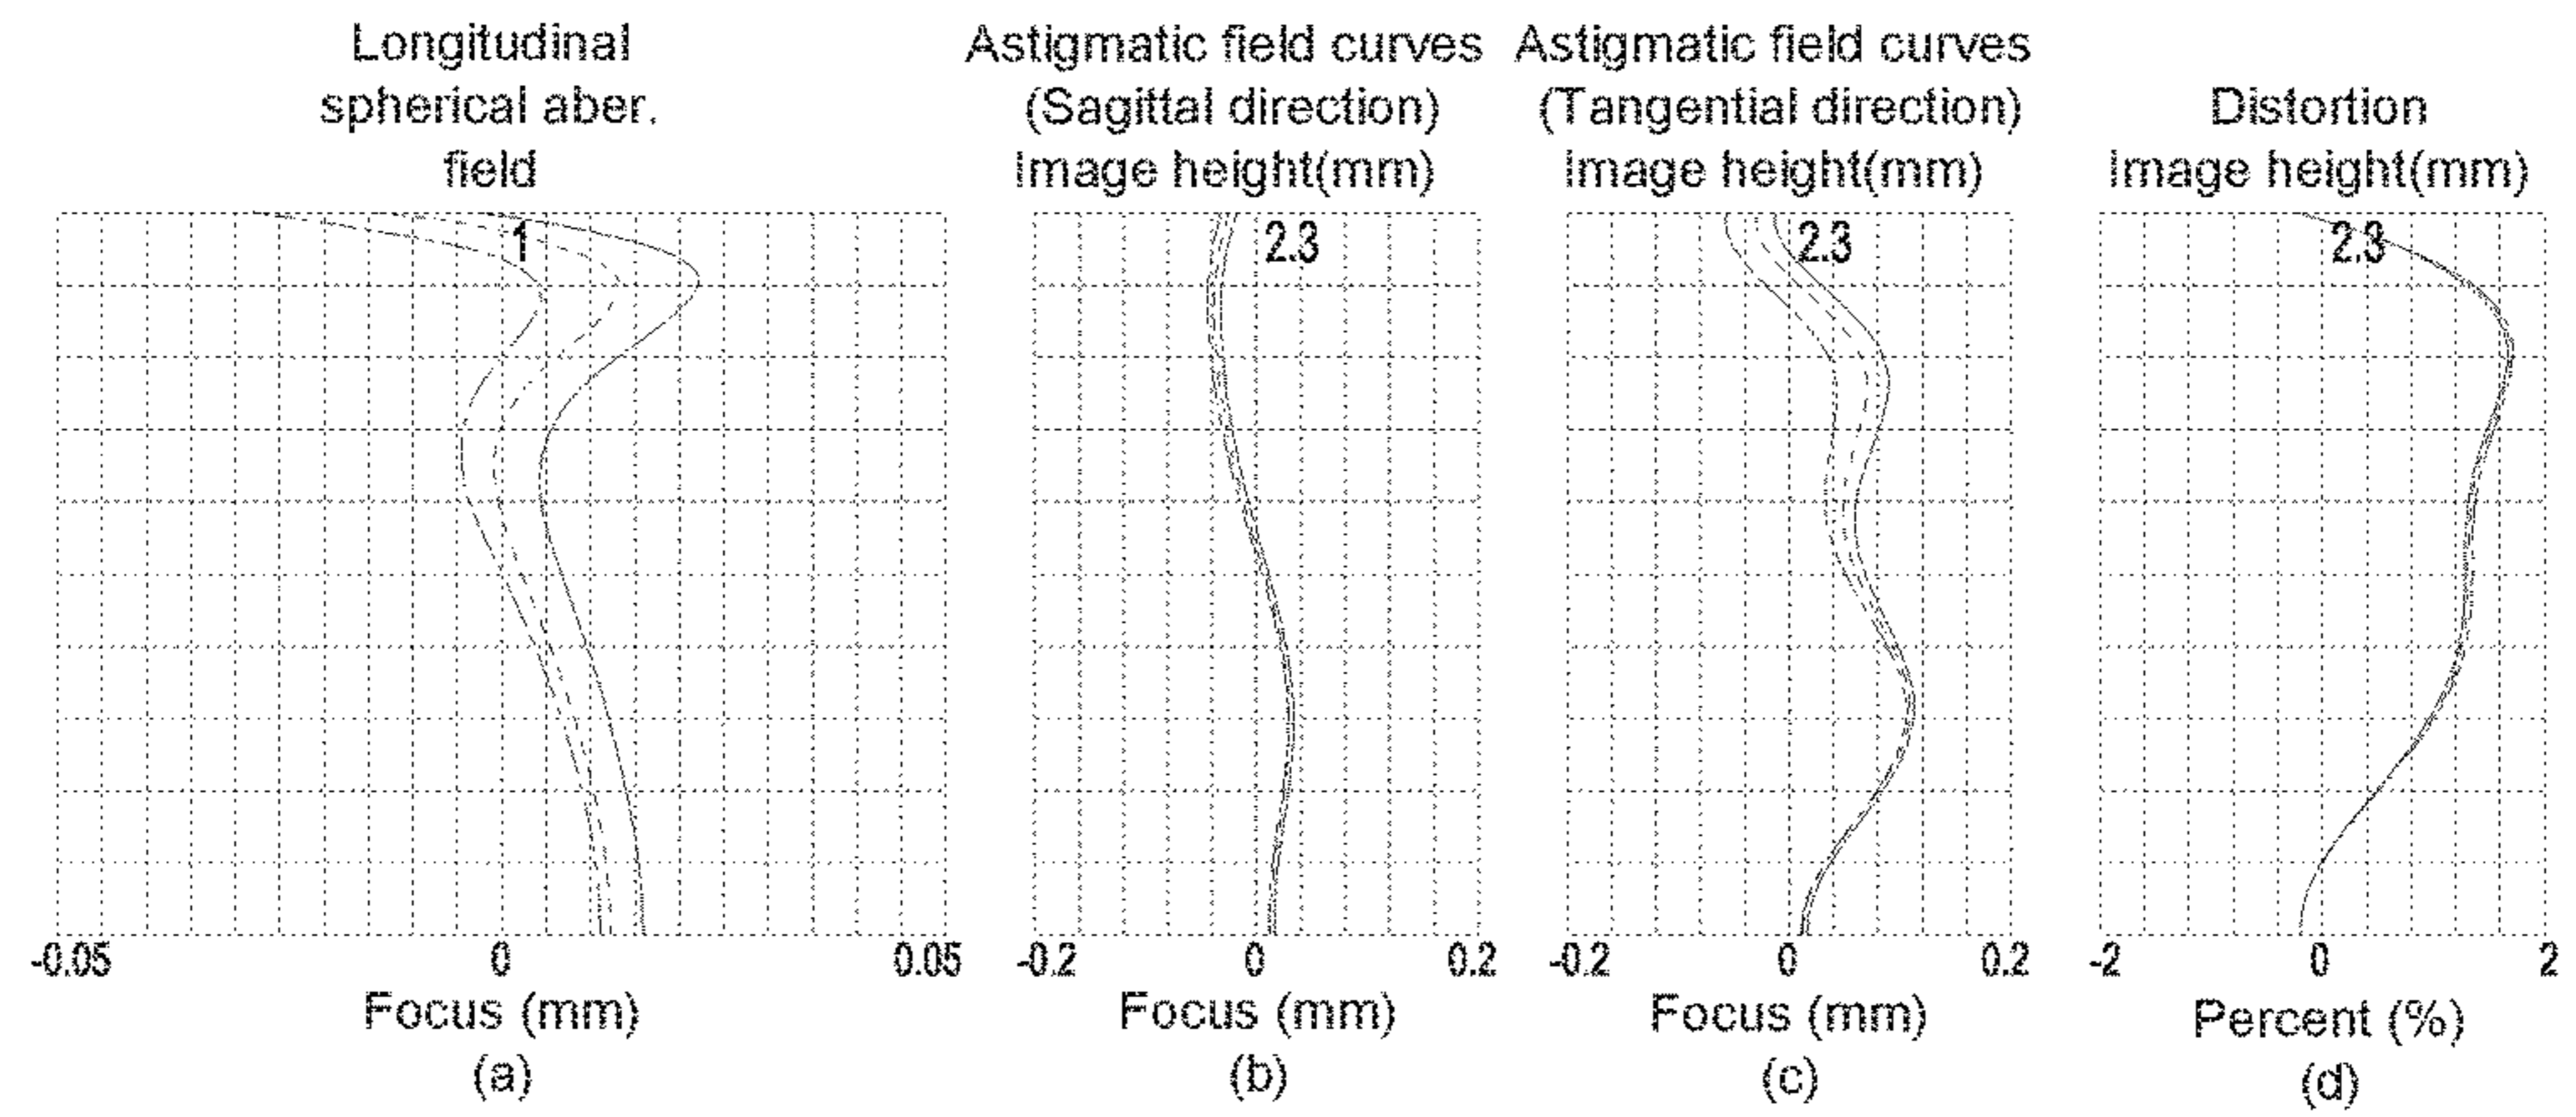 Longitudinal
spherical aber.
field
1
-0.05 0 0.05
Focus (mm)
(a)
Astigmatic field curves
(Sagittal direction)
Image height(mm)
2.3
-0.2 0 0.2
Focus (mm)
(b)
Astigmatic field curves
(Tangential direction)
Image height(mm)
2.3
-0.2 0 0.2
Focus (mm)
(c)
Distortion
Image height(mm)
2.3
-2 0 2
Percent (%)
(d)